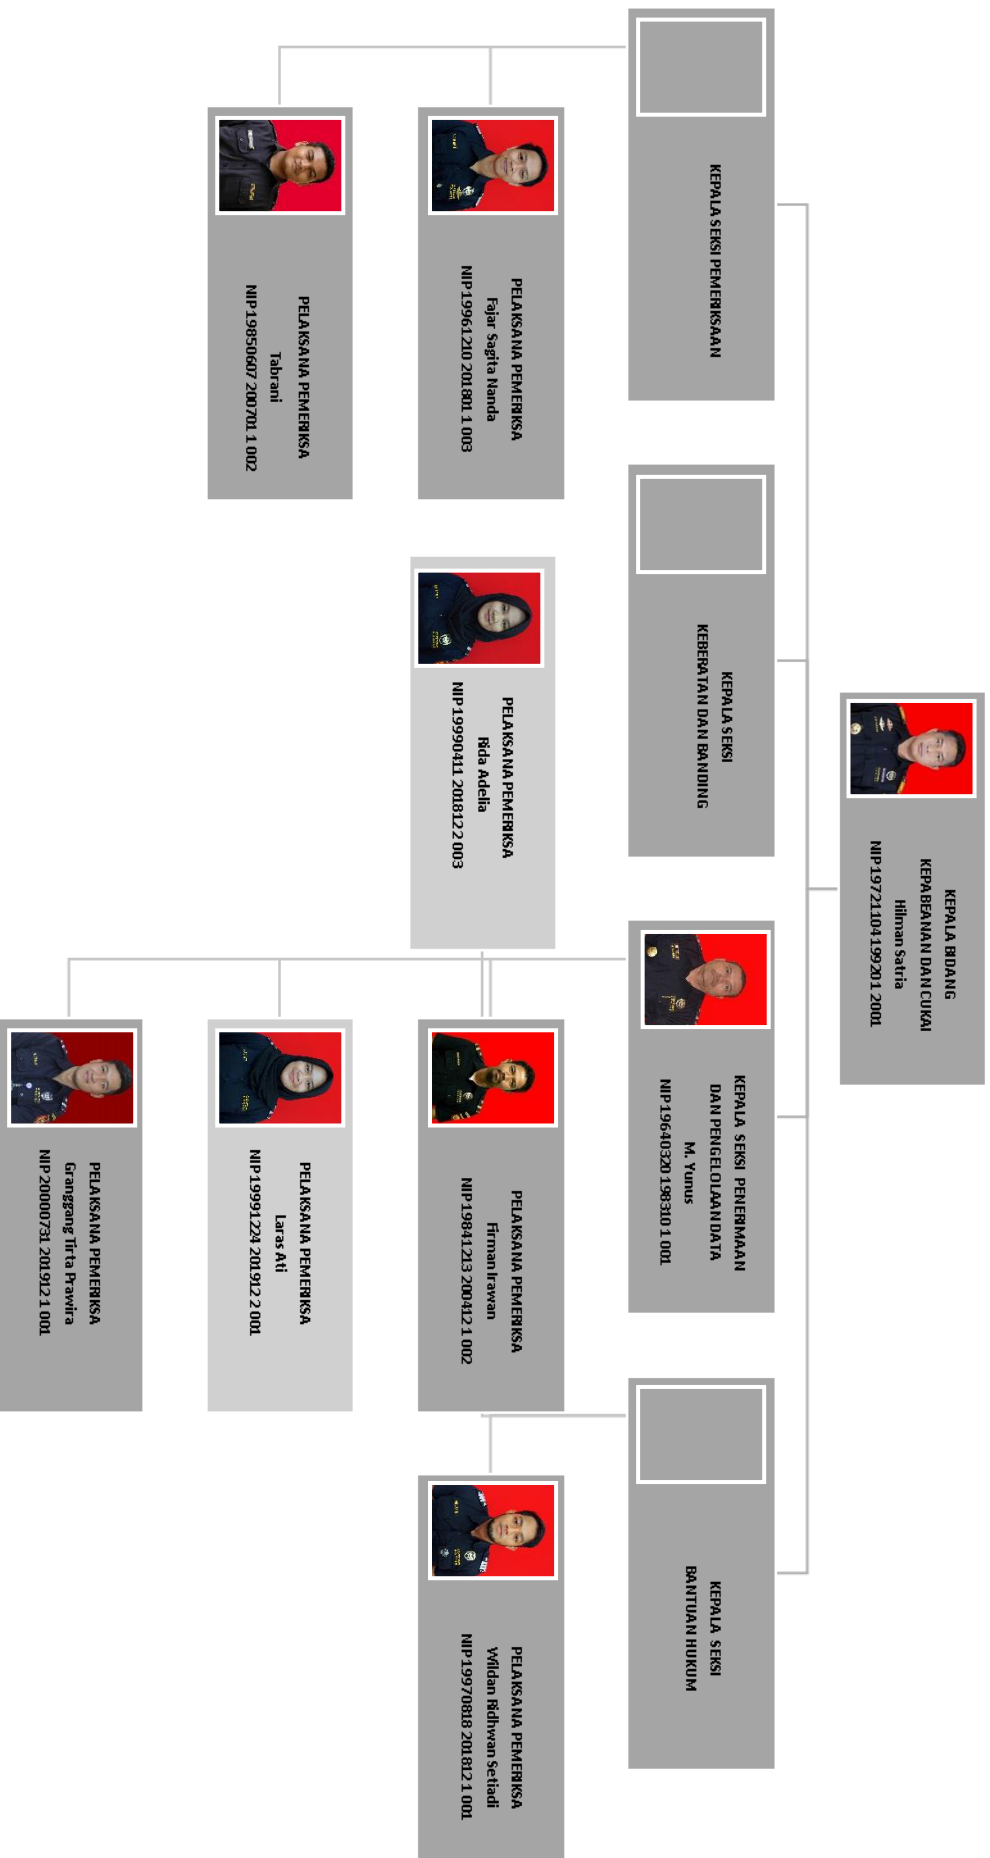 KEPALA BIDANG
KEPABEANAN DAN CUKAI
Hilman Satria
NIP 19721104 199201 2001
KEPALA SEKSI PEMERIKSAAN
KEPALA SEKSI
KEBERATAN DAN BANDING
KEPALA SEKSI PENERIMAAN
DAN PENGELOLAAN DATA
M. Yunus
NIP 19640320 198310 1 001
KEPALA SEKSI
BANTUAN HUKUM
PELAKSANA PEMERIKSA
Fajar Sagita Nanda
NIP 19961210 201801 1 003
PELAKSANA PEMERIKSA
Rida Adelia
NIP 19990411 201812 2 003
PELAKSANA PEMERIKSA
Firman Irawan
NIP 19841213 200412 1 002
PELAKSANA PEMERIKSA
Wildan Ridhwan Setiadi
NIP 19970818 201812 1 001
PELAKSANA PEMERIKSA
Tabrani
NIP 19850607 200701 1 002
PELAKSANA PEMERIKSA
Laras Ati
NIP 19991224 201912 2 001
PELAKSANA PEMERIKSA
Granggang Tirta Prawira
NIP 20000731 201912 1 001